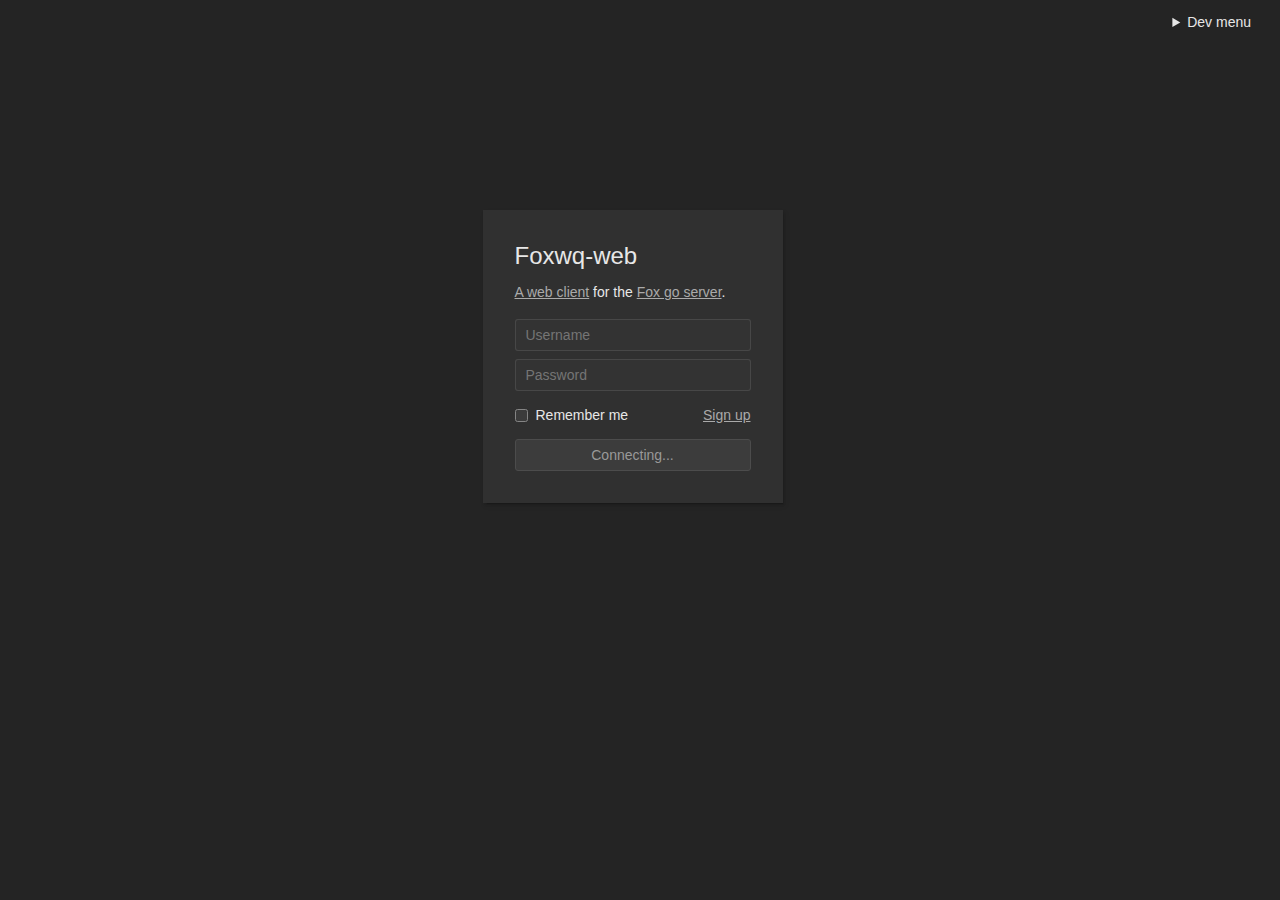 Dev menu
Foxwq-web
A web client for the Fox go server.
Username
Password
Remember me Sign up
Connecting...